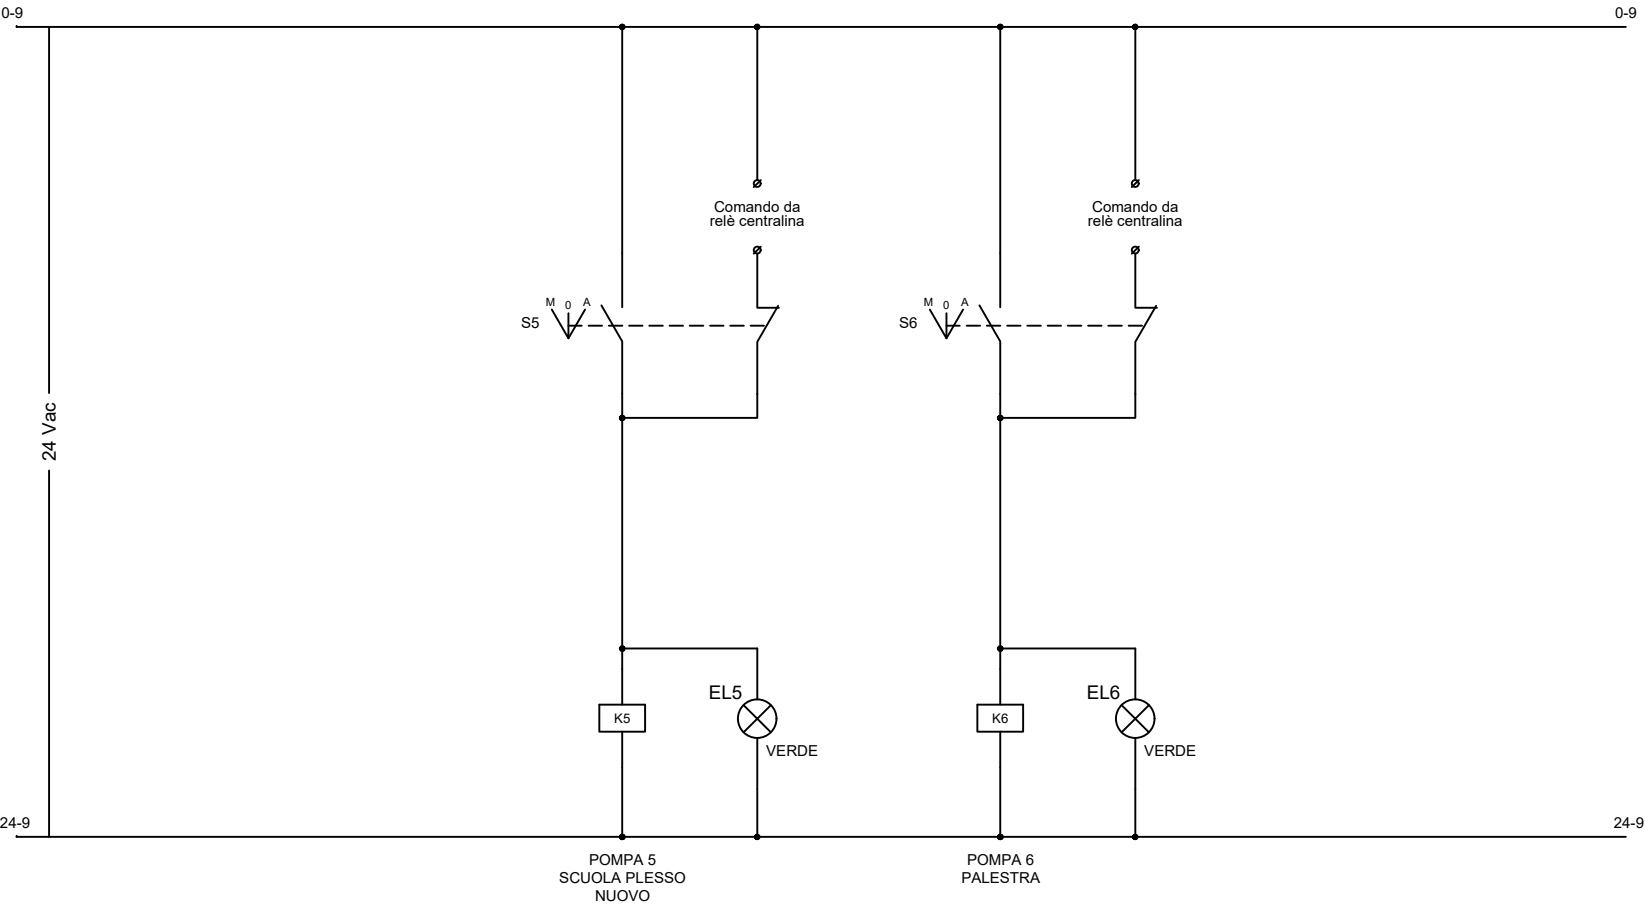 0-9
0-9
Comando da
relè centralina
Comando da
relè centralina
M 0 A
S5
M 0 A
S6
24 Vac
EL5
K5
VERDE
EL6
K6
VERDE
24-9
24-9
POMPA 5
SCUOLA PLESSO
NUOVO
POMPA 6
PALESTRA